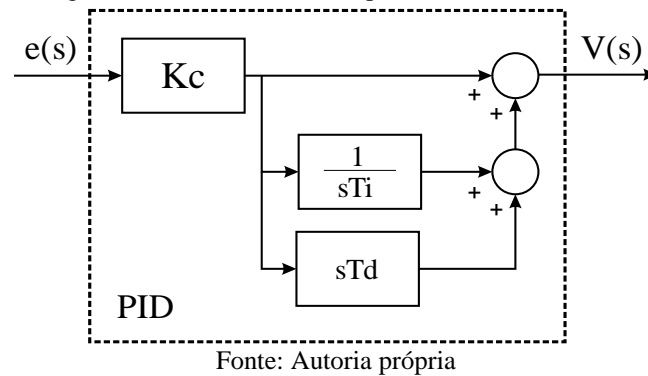 e(s)
Kc
V(s)
+
+
1
sTi
+
+
sTd
PID
Fonte: Autoria própria